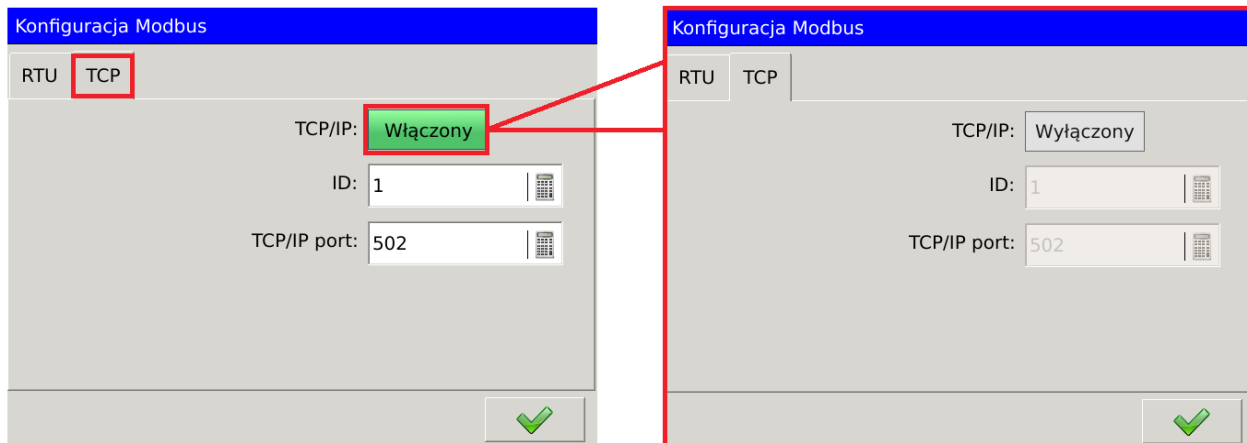 Konfiguracja Modbus
RTU TCP
TCP/IP: Włączony
ID: 1
TCP/IP port: 502
Konfiguracja Modbus
RTU TCP
TCP/IP: Wyłączony
ID: 1
TCP/IP port: 502